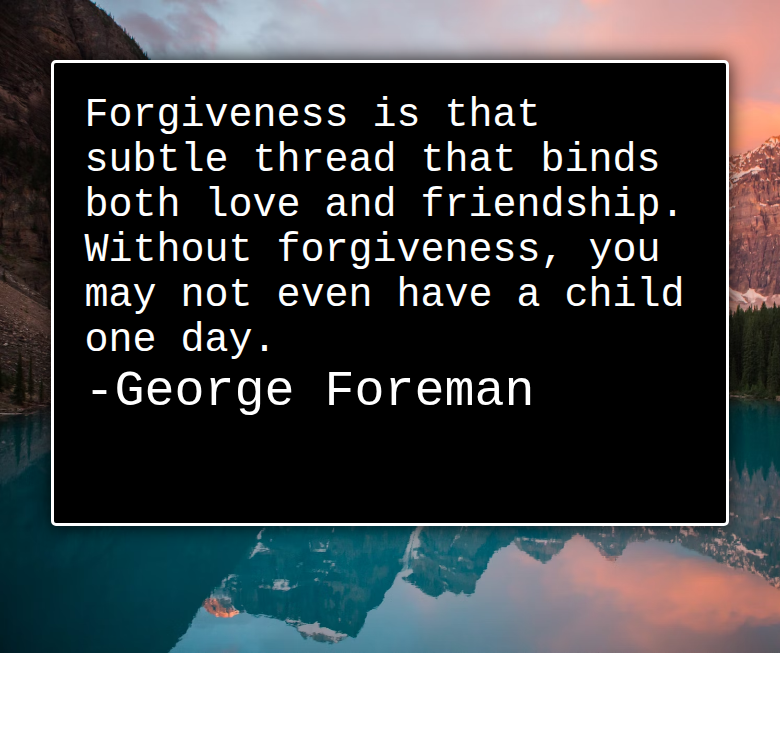 Forgiveness is that
subtle thread that binds
both love and friendship.
Without forgiveness, you
may not even have a child
one day.
-George Foreman